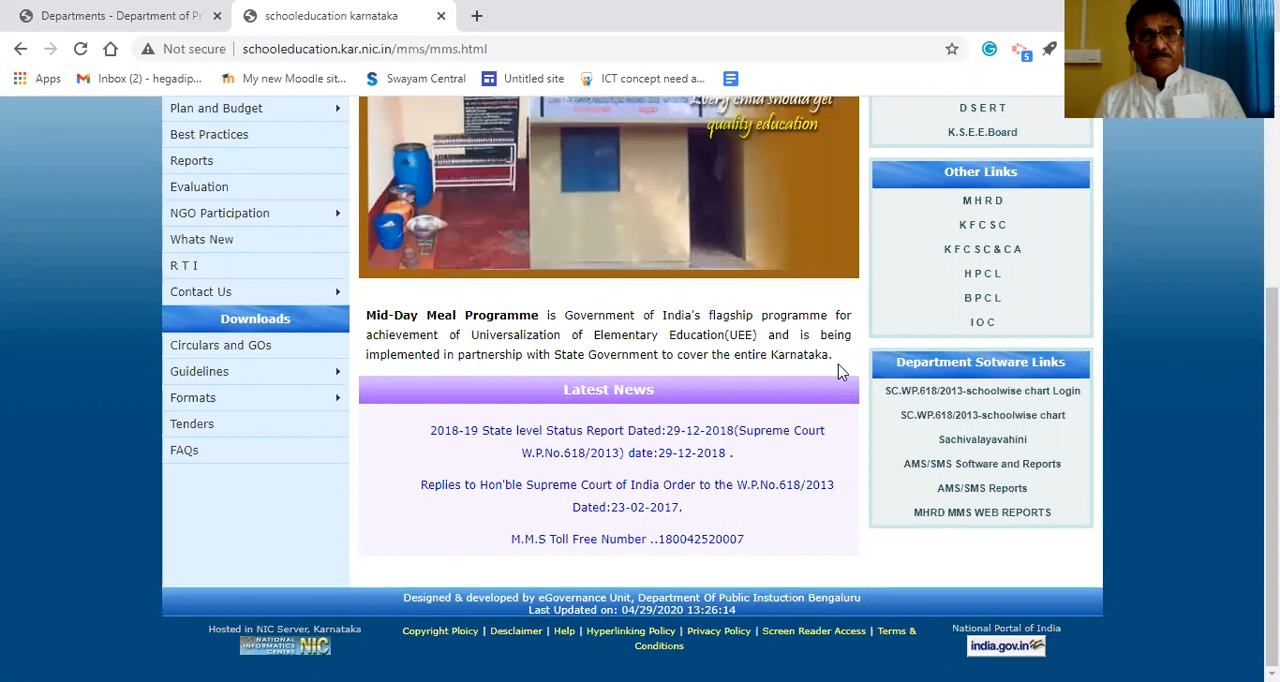 Departments - Department of Pr
schooleducation karnataka
Not secure
schooleducation.kar.nic.in/mms/mms.html
5
Apps
Inbox (2) - hegadip...
My new Moodle sit...
Swayam Central
Untitled site
ICT concept need a...
Plan and Budget
Best Practices
Reports
Evaluation
NGO Participation
Whats New
R T I
Contact Us
Downloads
Circulars and GOs
Guidelines
Formats
Tenders
FAQs
Every child should get
quality education
Mid-Day Meal Programme is Government of India's flagship programme for
achievement of Universalization of Elementary Education(UEE) and is being
implemented in partnership with State Government to cover the entire Karnataka.
Latest News
2018-19 State level Status Report Dated:29-12-2018(Supreme Court
W.P.No.618/2013) date:29-12-2018 .
Replies to Hon'ble Supreme Court of India Order to the W.P.No.618/2013
Dated:23-02-2017.
M.M.S Toll Free Number ..180042520007
D S E R T
K.S.E.E.Board
Other Links
M H R D
K F C S C
K F C S C & C A
H P C L
B P C L
I O C
Department Sotware Links
SC.WP.618/2013-schoolwise chart Login
SC.WP.618/2013-schoolwise chart
Sachivalayavahini
AMS/SMS Software and Reports
AMS/SMS Reports
MHRD MMS WEB REPORTS
Designed & developed by eGovernance Unit, Department Of Public Instuction Bengaluru
Last Updated on: 04/29/2020 13:26:14
Hosted in NIC Server, Karnataka
NATIONAL
INFORMATICS
CENTRE
NIC
Copyright Ploicy | Disclaimer | Help | Hyperlinking Policy | Privacy Policy | Screen Reader Access | Terms &
Conditions
National Portal of India
india.gov.in